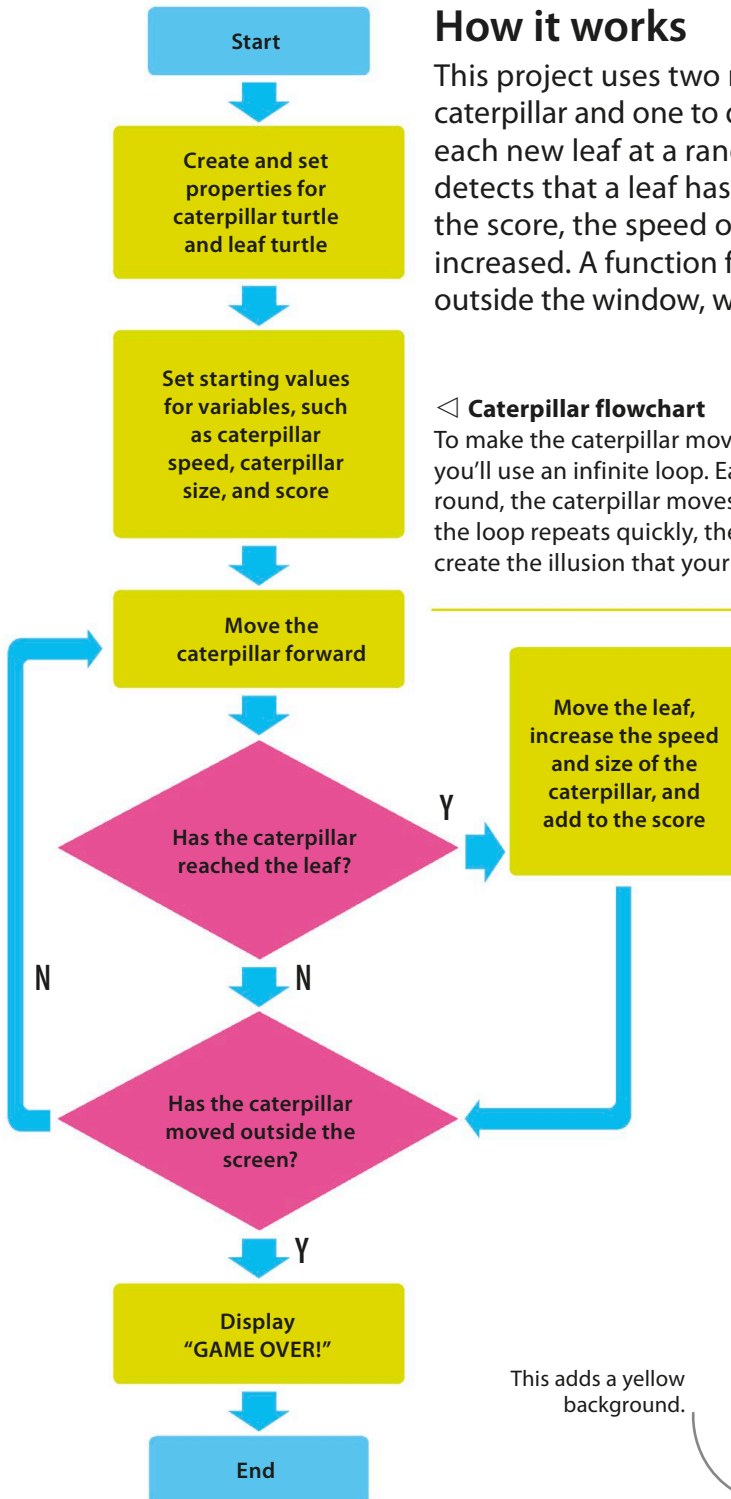 Start
Create and set
properties for
caterpillar turtle
and leaf turtle
Set starting values
for variables, such
as caterpillar
speed, caterpillar
size, and score
Move the
caterpillar forward
Has the caterpillar
reached the leaf?
Y
Move the leaf,
increase the speed
and size of the
caterpillar, and
add to the score
N
N
Has the caterpillar
moved outside the
screen?
Y
Display
“GAME OVER!”
End
How it works
This project uses two
caterpillar and one to
each new leaf at a
detects that a leaf has
the score, the speed
increased. A function
outside the window,
◁ Caterpillar flowchart
To make the caterpillar
you’ll use an infinite loop.
round, the caterpillar moves
the loop repeats quickly,
create the illusion that your
This adds a yellow
background.